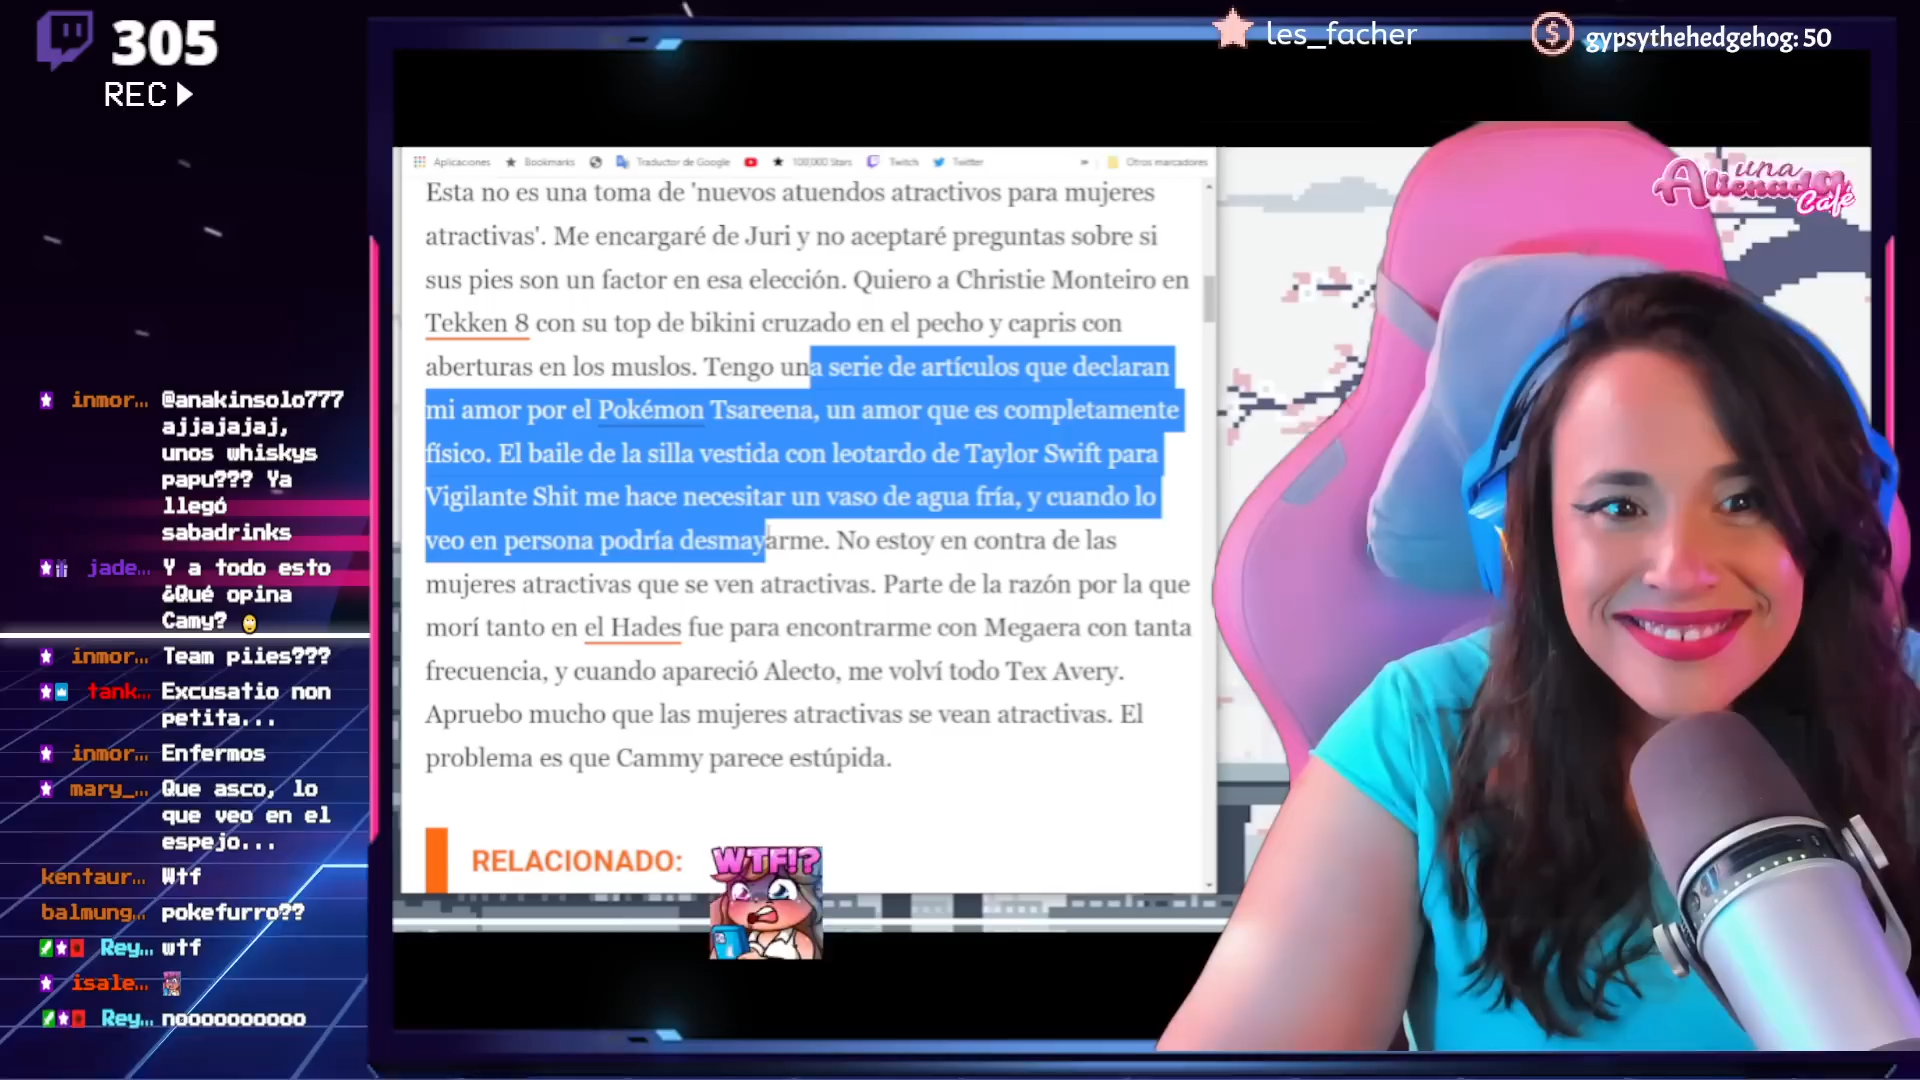 305
REC
les_facher
gypsythehedgehog: 50
Aplicaciones
Bookmarks
Traductor de Google
100,000 Stars
Twitch
Twitter
»
Otros marcadores
una
Alienada
Café
Esta no es una toma de 'nuevos atuendos atractivos para mujeres
atractivas'. Me encargaré de Juri y no aceptaré preguntas sobre si
sus pies son un factor en esa elección. Quiero a Christie Monteiro en
Tekken 8 con su top de bikini cruzado en el pecho y capris con
aberturas en los muslos. Tengo una serie de artículos que declaran
mi amor por el Pokémon Tsareena, un amor que es completamente
físico. El baile de la silla vestida con leotardo de Taylor Swift para
Vigilante Shit me hace necesitar un vaso de agua fría, y cuando lo
veo en persona podría desmayarme. No estoy en contra de las
mujeres atractivas que se ven atractivas. Parte de la razón por la que
morí tanto en el Hades fue para encontrarme con Megaera con tanta
frecuencia, y cuando apareció Alecto, me volví todo Tex Avery.
Apruebo mucho que las mujeres atractivas se vean atractivas. El
problema es que Cammy parece estúpida.
RELACIONADO:
WTF!?
inmor... @anakinsolo777
ajjajajaj,
unos whiskys
papu??? Ya
llegó
sabadrinks
jade... Y a todo esto
¿Qué opina
Camy?
inmor... Team piies???
tank... Excusatio non
petita...
inmor... Enfermos
mary_... Que asco, lo
que veo en el
espejo...
kentaur... Wtf
balmung... pokefurro??
Rey... wtf
isale...
Rey... nooooooooooo